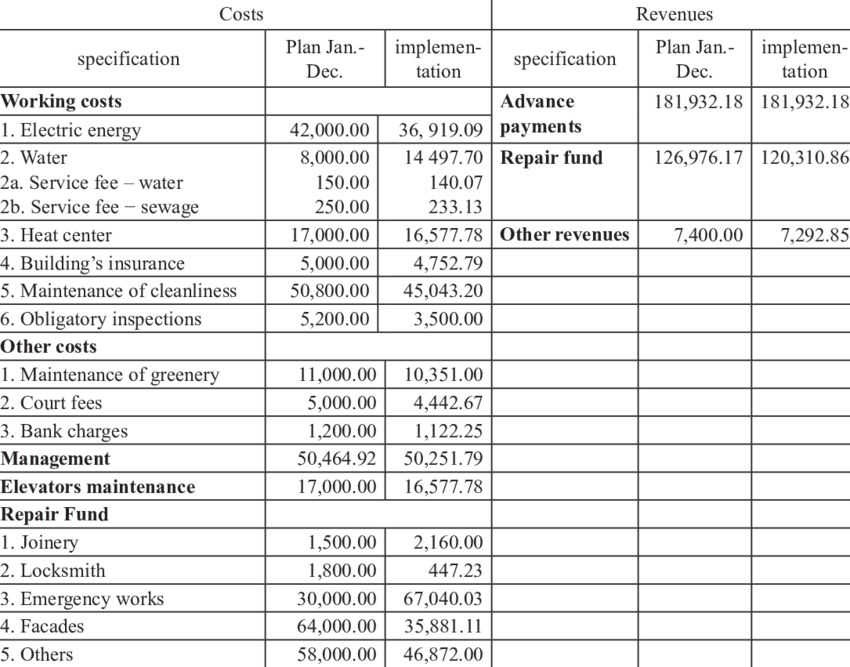 Costs Revenues
specification Plan Jan.- Dec. implemen- tation specification Plan Jan.- Dec. implemen- tation
Working costs Advance payments 181,932.18 181,932.18
1. Electric energy 42,000.00 36, 919.09
2. Water 8,000.00 14 497.70 Repair fund 126,976.17 120,310.86
2a. Service fee – water 150.00 140.07
2b. Service fee − sewage 250.00 233.13
3. Heat center 17,000.00 16,577.78 Other revenues 7,400.00 7,292.85
4. Building’s insurance 5,000.00 4,752.79
5. Maintenance of cleanliness 50,800.00 45,043.20
6. Obligatory inspections 5,200.00 3,500.00
Other costs
1. Maintenance of greenery 11,000.00 10,351.00
2. Court fees 5,000.00 4,442.67
3. Bank charges 1,200.00 1,122.25
Management 50,464.92 50,251.79
Elevators maintenance 17,000.00 16,577.78
Repair Fund
1. Joinery 1,500.00 2,160.00
2. Locksmith 1,800.00 447.23
3. Emergency works 30,000.00 67,040.03
4. Facades 64,000.00 35,881.11
5. Others 58,000.00 46,872.00